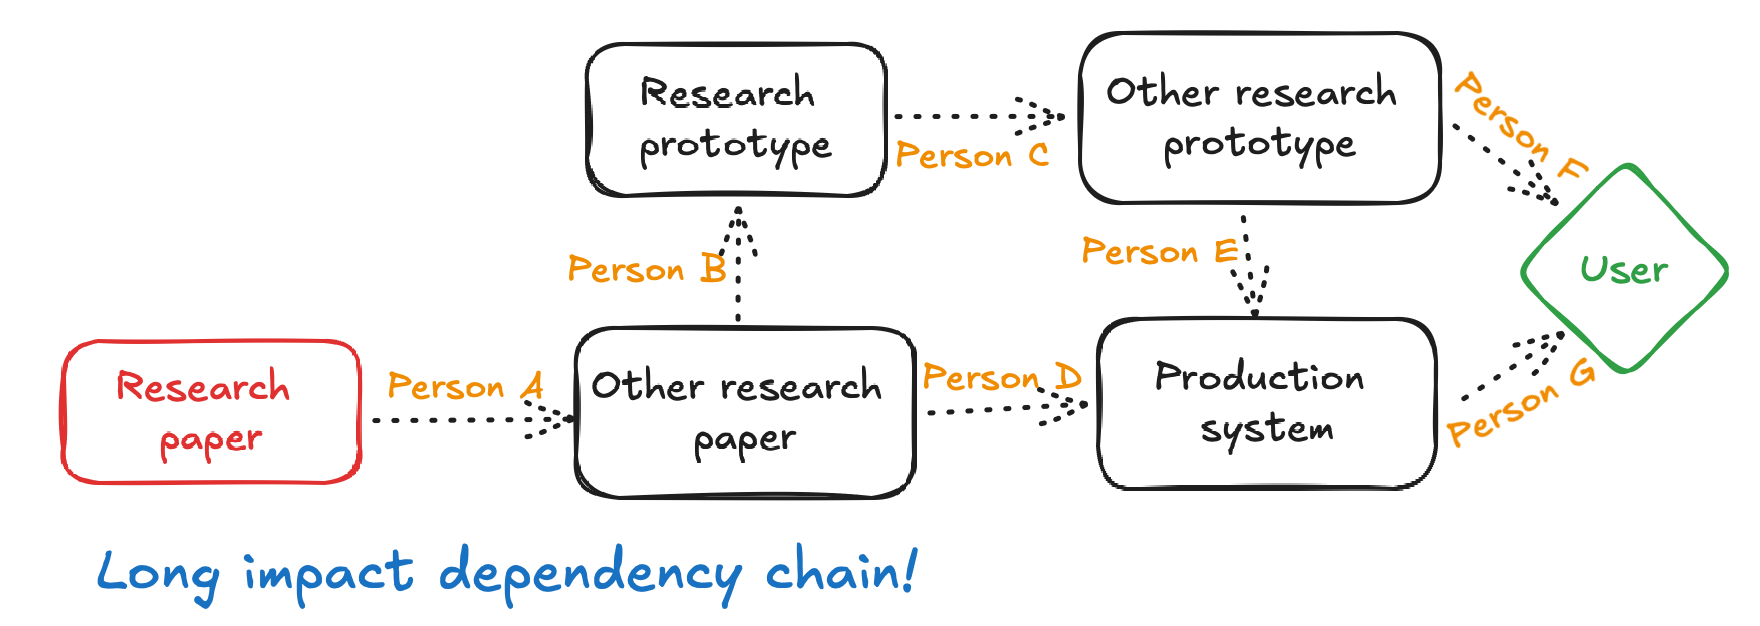 Research
prototype
Other research
prototype
Person C
Person F
Person B
Person E
User
Research
paper
Person A
Other research
paper
Person D
Production
system
Person G
Long impact dependency chain!